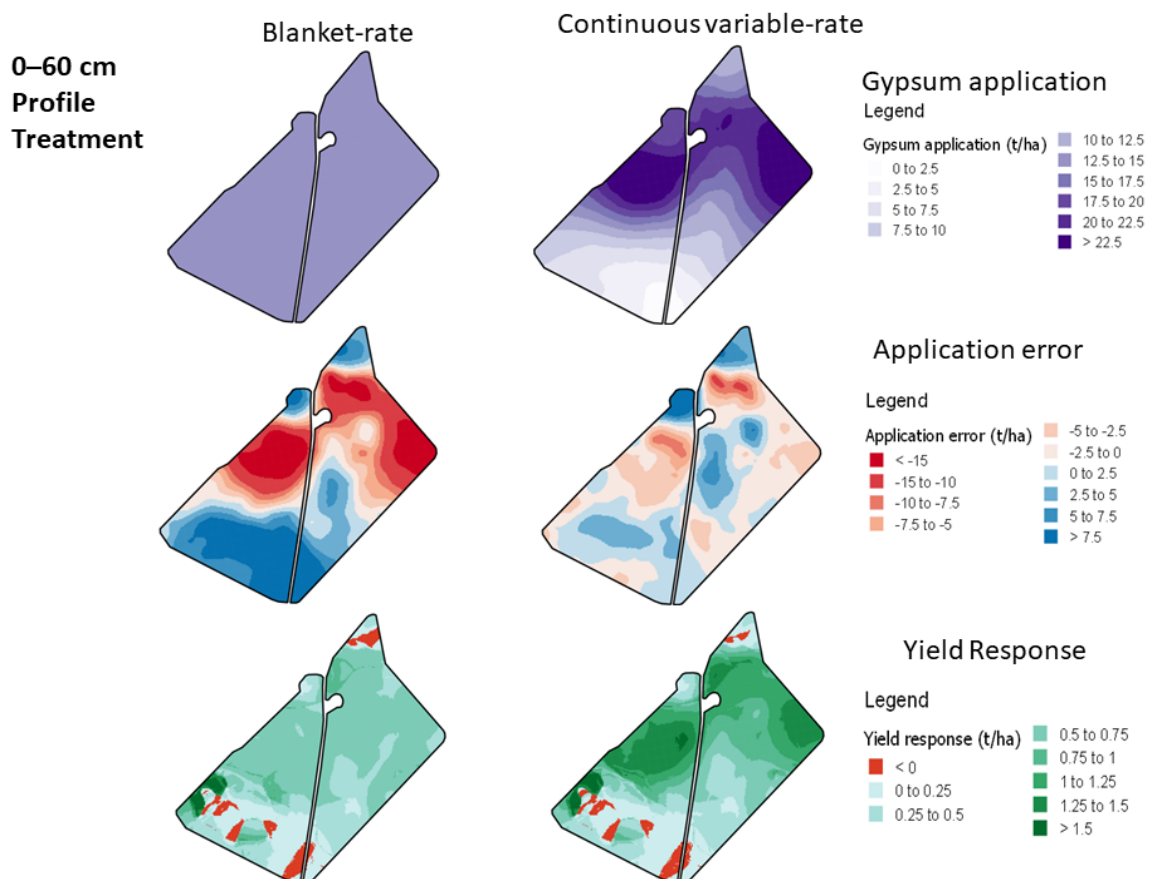 Blanket-rate
Continuous variable-rate
0–60 cm
Profile
Treatment
Gypsum application
Legend
Gypsum application (t/ha)
0 to 2.5
2.5 to 5
5 to 7.5
7.5 to 10
10 to 12.5
12.5 to 15
15 to 17.5
17.5 to 20
20 to 22.5
> 22.5
Application error
Legend
Application error (t/ha)
< -15
-15 to -10
-10 to -7.5
-7.5 to -5
-5 to -2.5
-2.5 to 0
0 to 2.5
2.5 to 5
5 to 7.5
> 7.5
Yield Response
Legend
Yield response (t/ha)
< 0
0 to 0.25
0.25 to 0.5
0.5 to 0.75
0.75 to 1
1 to 1.25
1.25 to 1.5
> 1.5